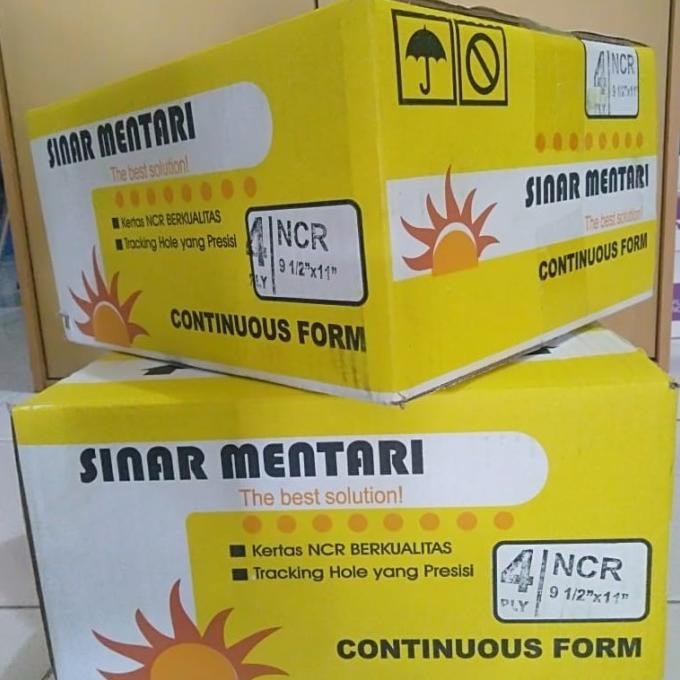 SINAR MENTARI
The best solution!
Kertas NCR BERKUALITAS
Tracking Hole yang Presisi
4 NCR
PLY 9 1/2"x11"
CONTINUOUS FORM
4 NCR
PLY 9 1/2"x11"
SINAR MENTARI
The best solution!
CONTINUOUS FORM
SINAR MENTARI
The best solution!
Kertas NCR BERKUALITAS
Tracking Hole yang Presisi
4 NCR
PLY 9 1/2"x11"
CONTINUOUS FORM